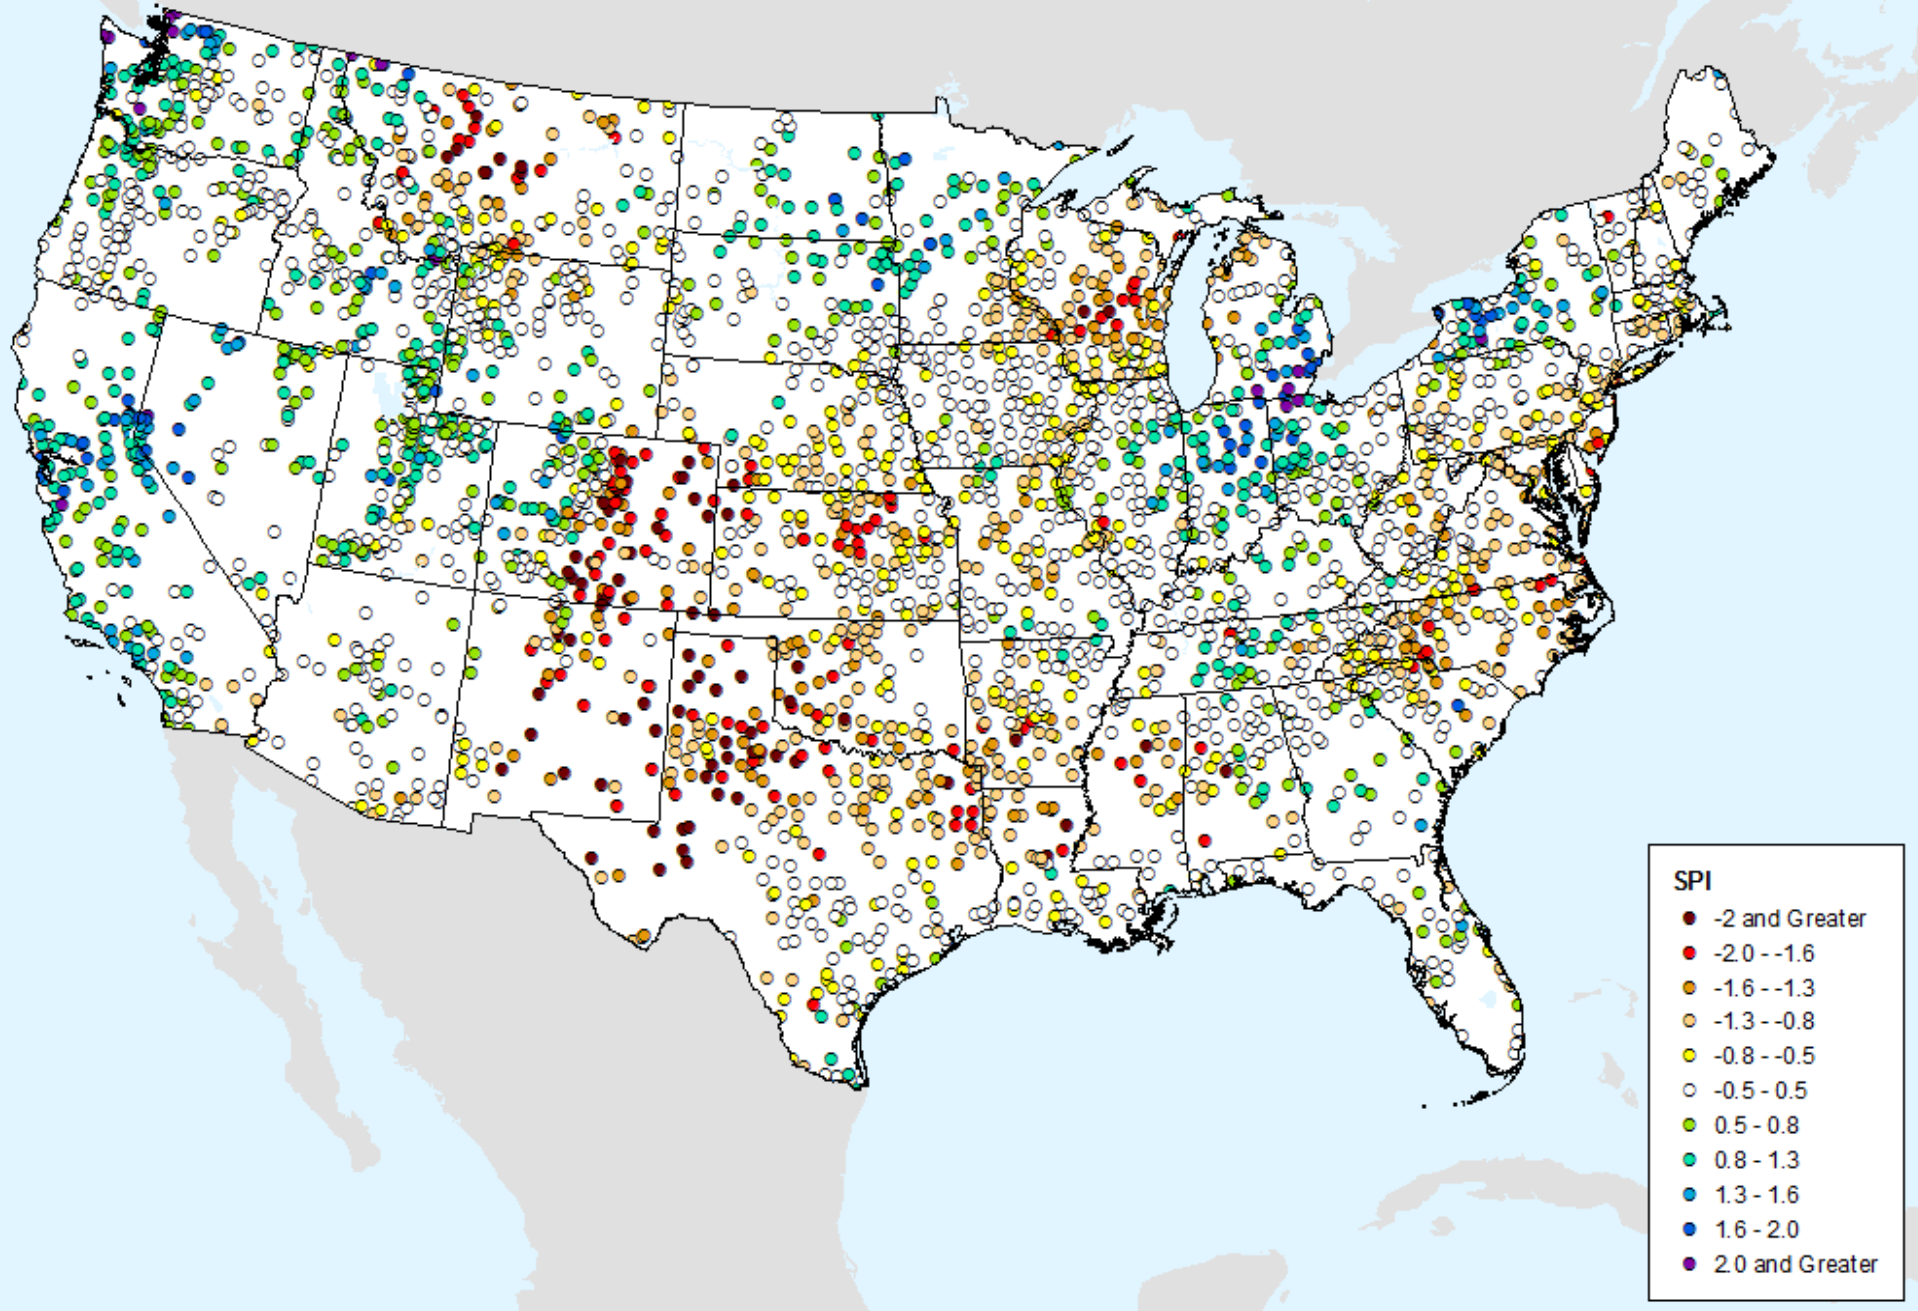 SPI
-2 and Greater
-2.0 - -1.6
-1.6 - -1.3
-1.3 - -0.8
-0.8 - -0.5
-0.5 - 0.5
0.5 - 0.8
0.8 - 1.3
1.3 - 1.6
1.6 - 2.0
2.0 and Greater